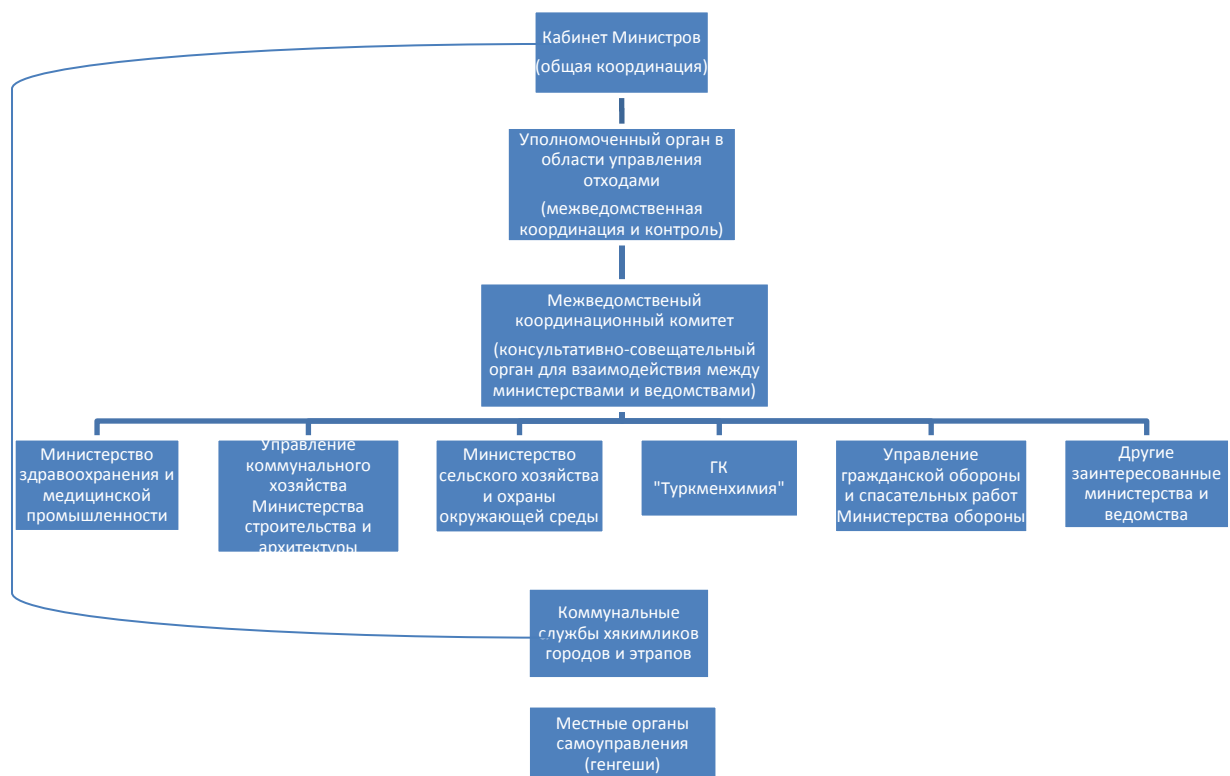 Кабинет Министров
(общая координация)
Уполномоченный орган в
области управления
отходами
(межведомственная
координация и контроль)
Межведомственый
координационный комитет
(консультативно-совещательный
орган для взаимодействия между
министерствами и ведомствами)
Министерство
здравоохранения и
медицинской
промышленности
Управление
коммунального
хозяйства
Министерства
строительства и
архитектуры
Министерство
сельского хозяйства
и охраны
окружающей среды
ГК
"Туркменхимия"
Управление
гражданской обороны
и спасательных работ
Министерства обороны
Другие
заинтересованные
министерства и
ведомства
Коммунальные
службы хякимликов
городов и этрапов
Местные органы
самоуправления
(генгеши)